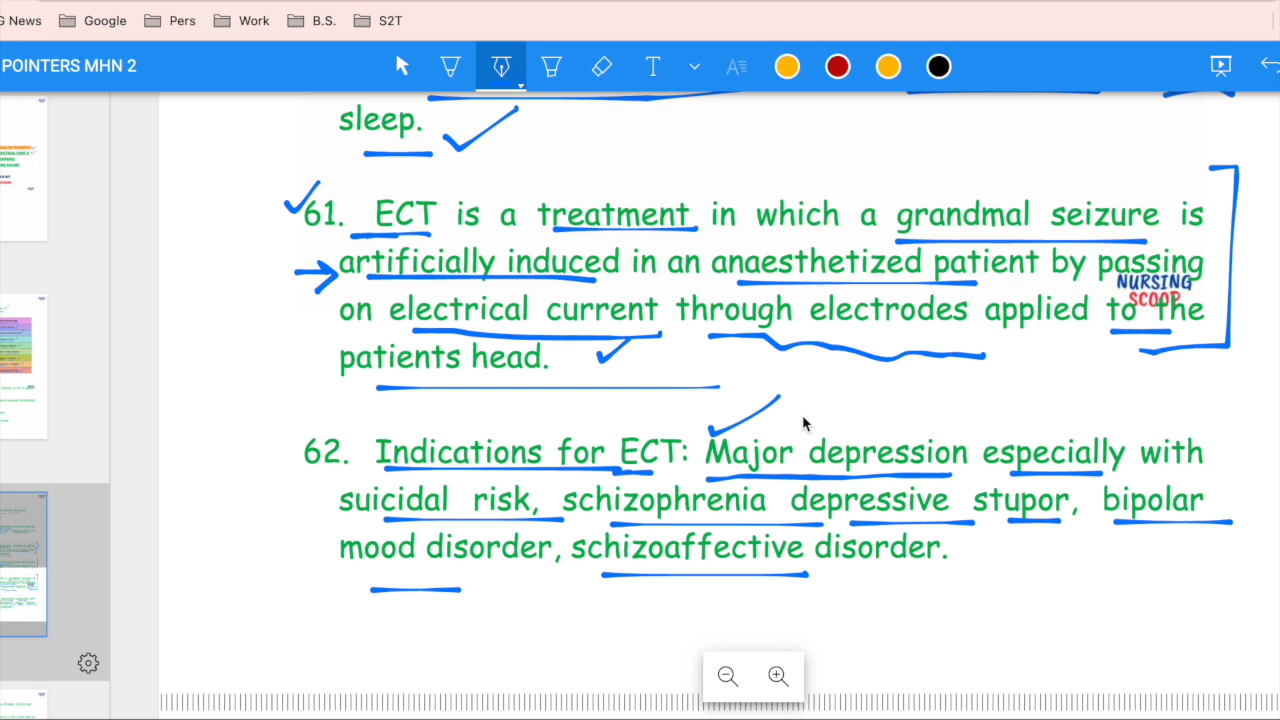 G News Google Pers Work B.S. S2T
POINTERS MHN 2
sleep.
61. ECT is a treatment in which a grandmal seizure is
artificially induced in an anaesthetized patient by passing
on electrical current through electrodes applied to the
patients head.
NURSING
SCOOP
62. Indications for ECT: Major depression especially with
suicidal risk, schizophrenia depressive stupor, bipolar
mood disorder, schizoaffective disorder.